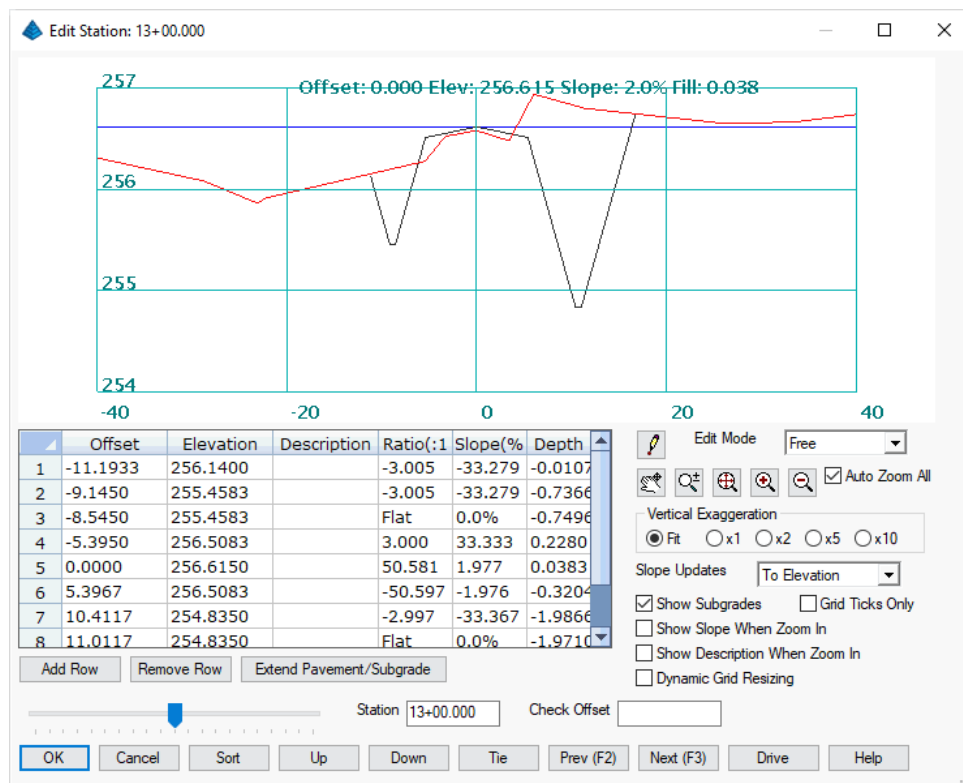 Edit Station: 13+00.000
257
Offset: 0.000 Elev: 256.615 Slope: 2.0% Fill: 0.038
256
255
254
-40 -20 0 20 40
Offset Elevation Description Ratio(:1 Slope(% Depth
1 -11.1933 256.1400 -3.005 -33.279 -0.0107
2 -9.1450 255.4583 -3.005 -33.279 -0.7366
3 -8.5450 255.4583 Flat 0.0% -0.7496
4 -5.3950 256.5083 3.000 33.333 0.2280
5 0.0000 256.6150 50.581 1.977 0.0383
6 5.3967 256.5083 -50.597 -1.976 -0.3204
7 10.4117 254.8350 -2.997 -33.367 -1.9866
8 11.0117 254.8350 Flat 0.0% -1.9710
Edit Mode Free
Auto Zoom All
Vertical Exaggeration
Fit x1 x2 x5 x10
Slope Updates To Elevation
Show Subgrades Grid Ticks Only
Show Slope When Zoom In
Show Description When Zoom In
Dynamic Grid Resizing
Add Row Remove Row Extend Pavement/Subgrade
Station 13+00.000 Check Offset
OK Cancel Sort Up Down Tie Prev (F2) Next (F3) Drive Help